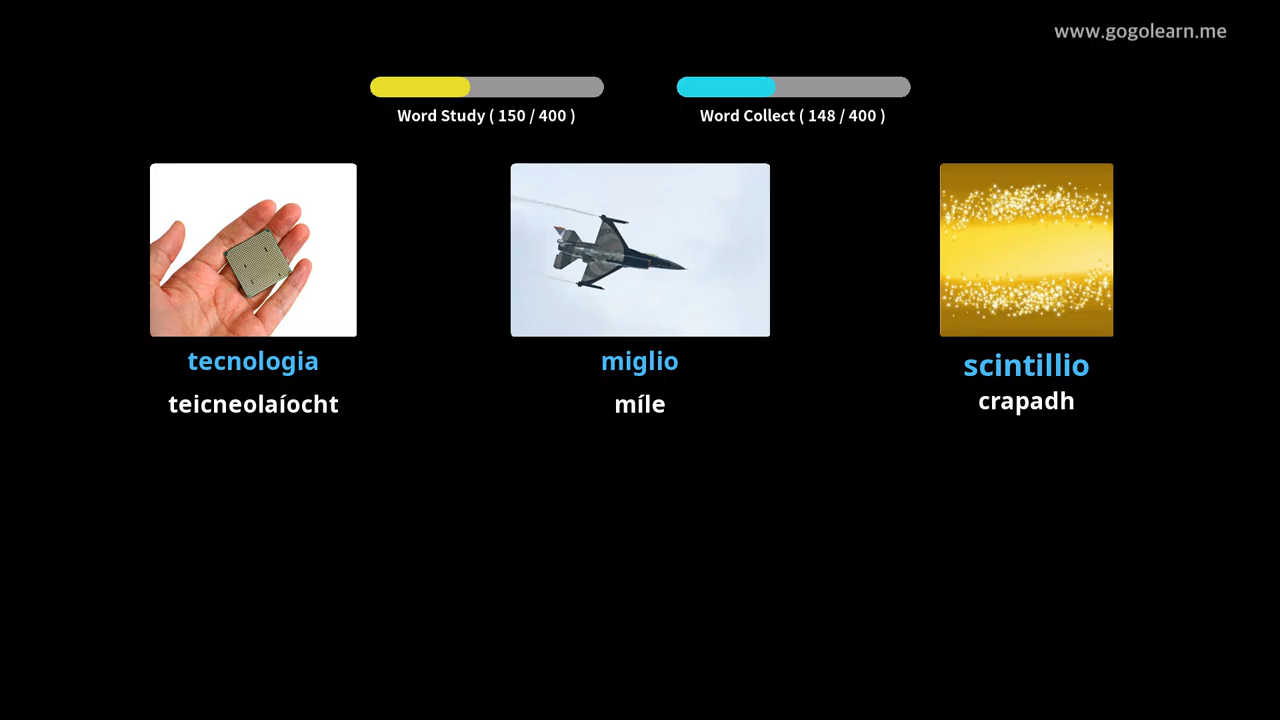 www.gogolearn.me
Word Study ( 150 / 400 )
Word Collect ( 148 / 400 )
tecnologia
teicneolaíocht
miglio
míle
scintillio
crapadh